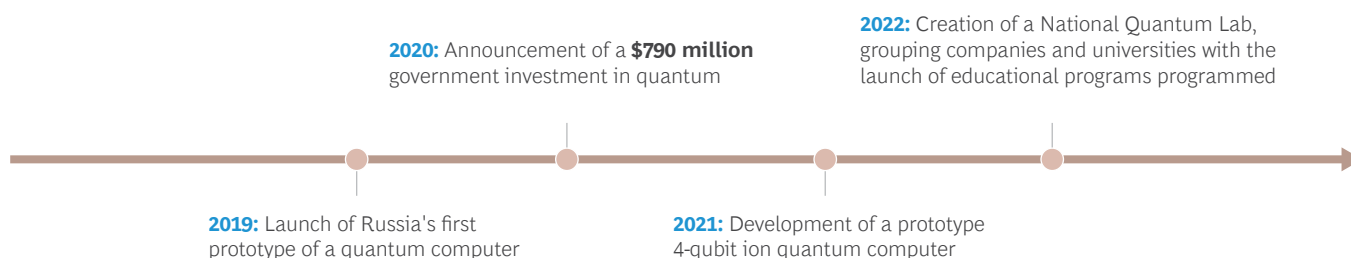 2022: Creation of a National Quantum Lab,
grouping companies and universities with the
launch of educational programs programmed
2020: Announcement of a $790 million
government investment in quantum
2019: Launch of Russia's first
prototype of a quantum computer
2021: Development of a prototype
4-qubit ion quantum computer